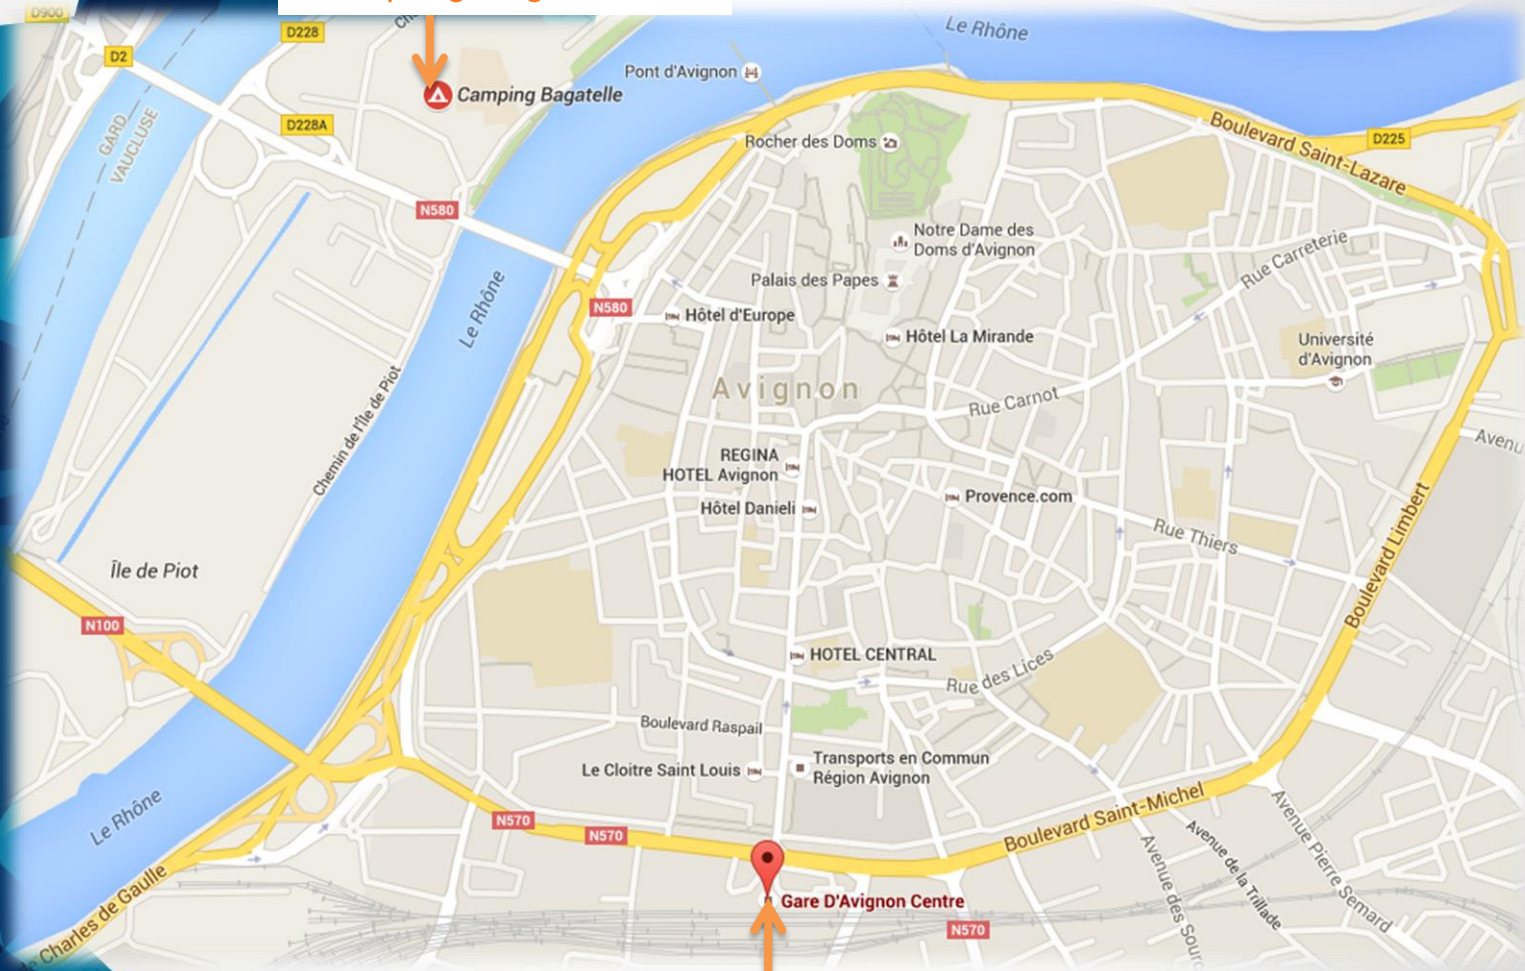 D900
D2
D228
Camping Bagatelle
Pont d'Avignon
Le Rhône
D228A
GARD
VAUCLUSE
Rocher des Doms
Boulevard Saint-Lazare
D225
N580
Notre Dame des
Doms d'Avignon
Palais des Papes
Rue Carreterie
Le Rhône
N580
Hôtel d'Europe
Hôtel La Mirande
Université
d'Avignon
Avignon
Rue Carnot
Chemin de l'Île de Piot
REGINA
HOTEL Avignon
Hôtel Danieli
Provence.com
Rue Thiers
Boulevard Limbert
Île de Piot
N100
HOTEL CENTRAL
Rue des Lices
Boulevard Raspail
Le Cloitre Saint Louis
Transports en Commun
Région Avignon
Le Rhône
N570
N570
Boulevard Saint-Michel
Avenue Pierre Semard
Avenue de la Trillade
Avenue des
Charles de Gaulle
Gare D'Avignon Centre
N570